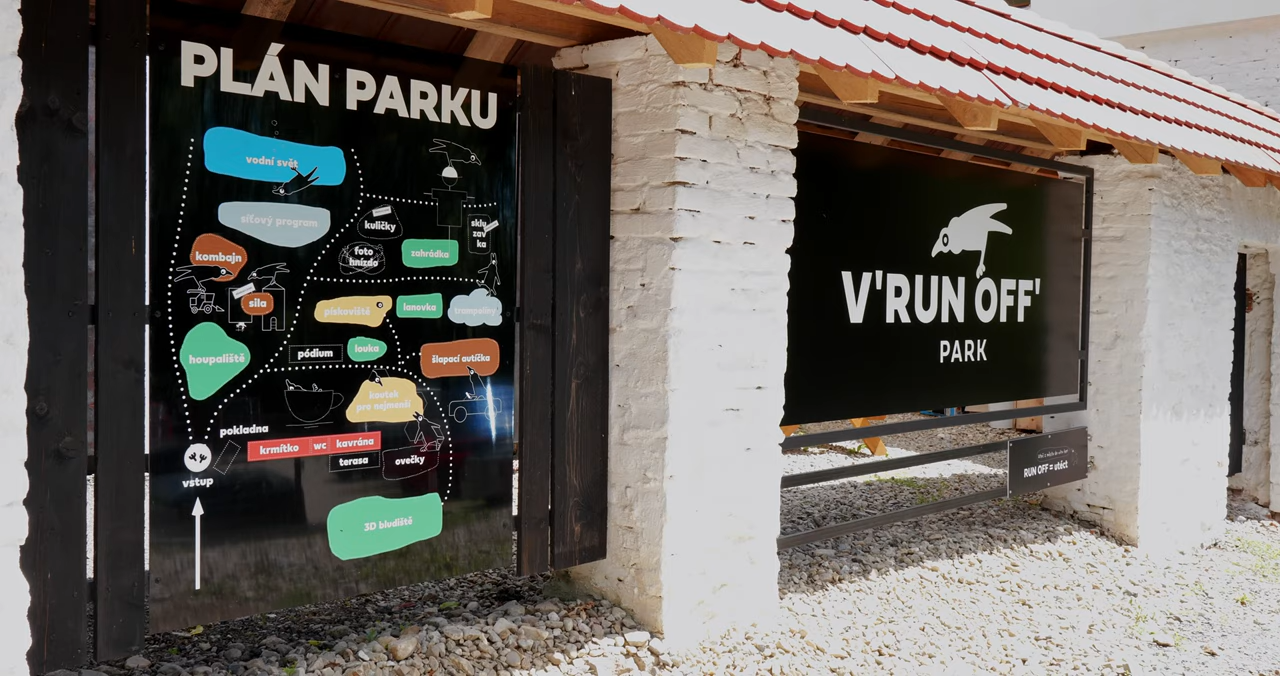 PLÁN PARKU
vodní svět
síťový program
kuličky
sklu
zav
ka
kombajn
foto
hnízdo
zahrádka
sila
pískoviště
lanovka
trampolíny
houpaliště
pódium
louka
šlapací autíčka
koutek
pro nejmenší
pokladna
krmítko wc kavrána
terasa
ovečky
vstup
3D bludiště
V'RUN OFF'
PARK
RUN OFF = utéct